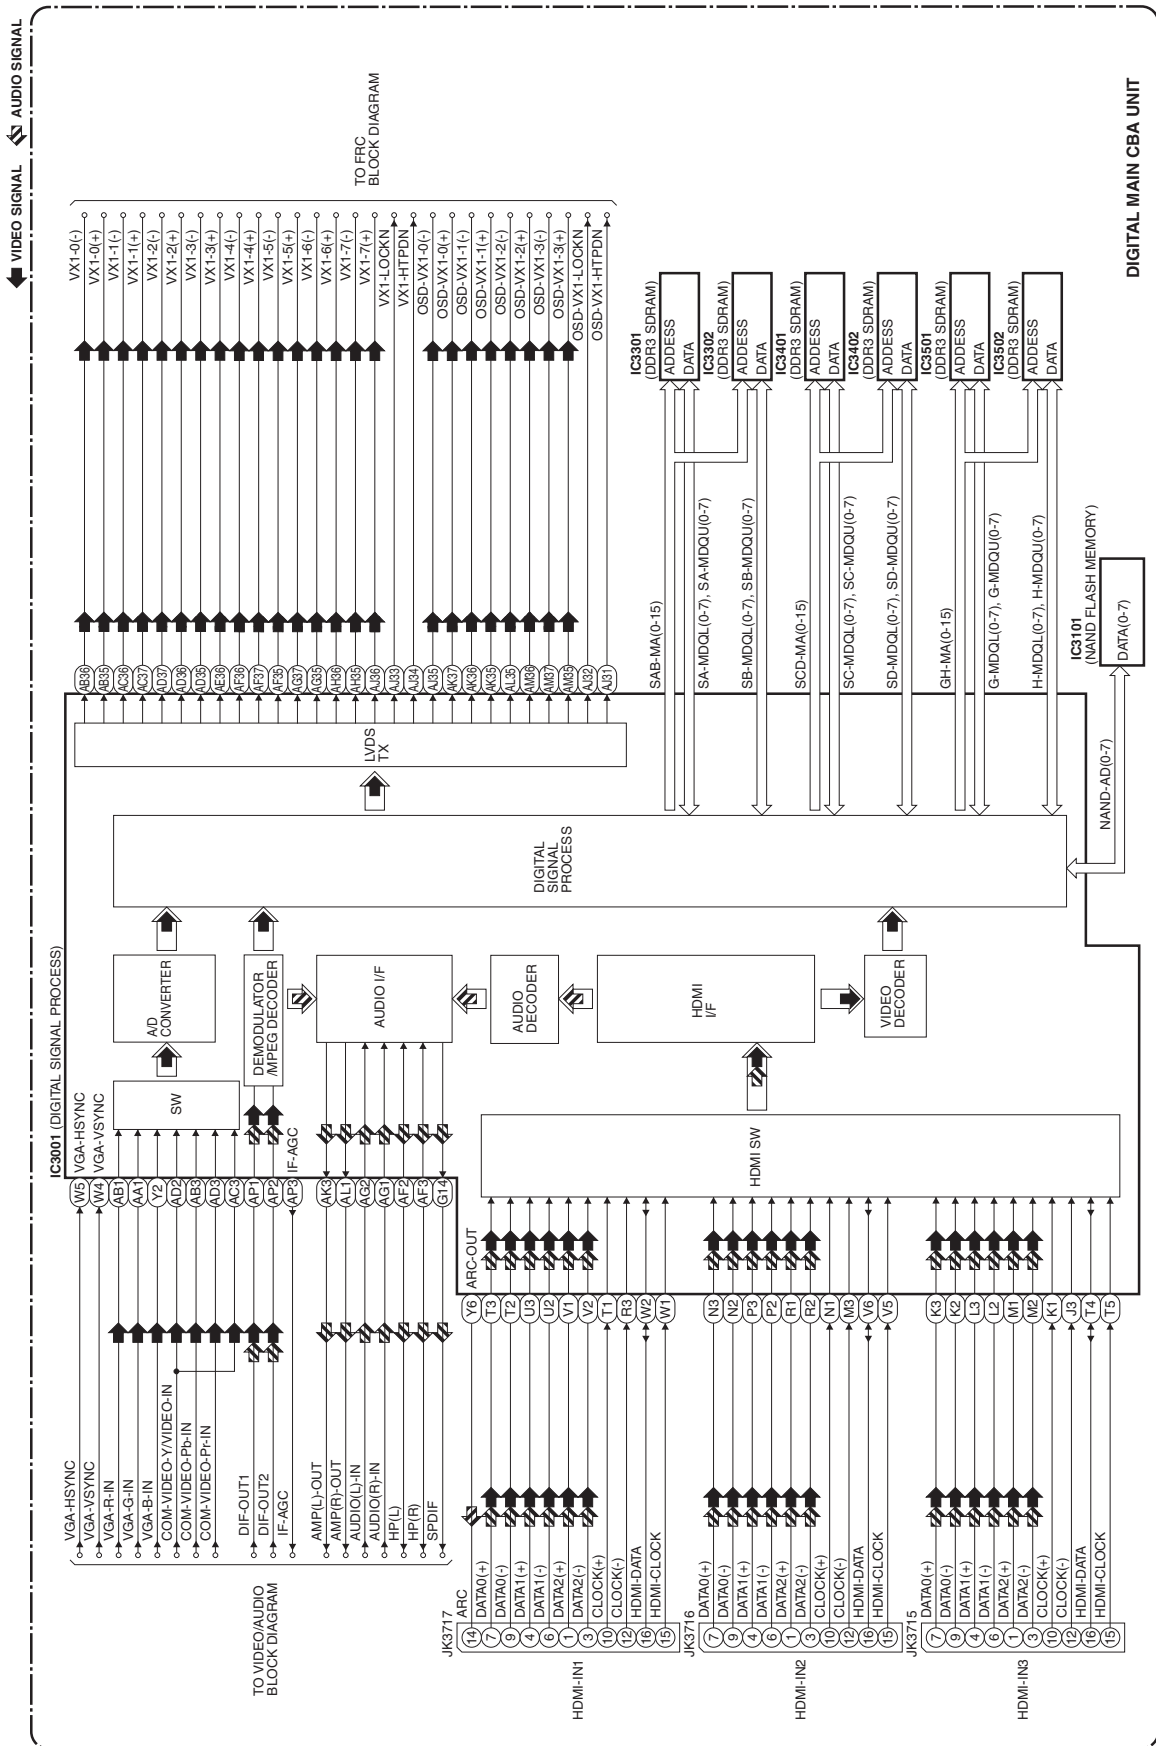 VIDEO SIGNAL
AUDIO SIGNAL
DIGITAL MAIN CBA UNIT
TO VIDEO/AUDIO
BLOCK DIAGRAM
VGA-HSYNC
VGA-VSYNC
VGA-R-IN
VGA-G-IN
VGA-B-IN
COM-VIDEO-Y/VIDEO-IN
COM-VIDEO-Pb-IN
COM-VIDEO-Pr-IN
DIF-OUT1
DIF-OUT2
IF-AGC
AMP(L)-OUT
AMP(R)-OUT
AUDIO(L)-IN
AUDIO(R)-IN
HP(L)
HP(R)
SPDIF
IC3001 (DIGITAL SIGNAL PROCESS)
W5
VGA-HSYNC
W4
VGA-VSYNC
AB1
AA1
Y2
AD2
AB3
AD3
AC3
AP1
AP2
AP3
IF-AGC
AK3
AL1
AG2
AG1
AF2
AF3
G14
SW
A/D
CONVERTER
DEMODULATOR
/MPEG DECODER
AUDIO I/F
AUDIO
DECODER
HDMI
I/F
VIDEO
DECODER
HDMI SW
DIGITAL
SIGNAL
PROCESS
LVDS
TX
JK3717
HDMI-IN1
14
ARC
7
DATA0(+)
9
DATA0(-)
4
DATA1(+)
6
DATA1(-)
1
DATA2(+)
3
DATA2(-)
10
CLOCK(+)
12
CLOCK(-)
16
HDMI-DATA
15
HDMI-CLOCK
Y6
ARC-OUT
T3
T2
U3
U2
V1
V2
T1
R3
W2
W1
JK3716
HDMI-IN2
7
DATA0(+)
9
DATA0(-)
4
DATA1(+)
6
DATA1(-)
1
DATA2(+)
3
DATA2(-)
10
CLOCK(+)
12
CLOCK(-)
16
HDMI-DATA
15
HDMI-CLOCK
N3
N2
P3
P2
R1
R2
N1
M3
V6
V5
JK3715
HDMI-IN3
7
DATA0(+)
9
DATA0(-)
4
DATA1(+)
6
DATA1(-)
1
DATA2(+)
3
DATA2(-)
10
CLOCK(+)
12
CLOCK(-)
16
HDMI-DATA
15
HDMI-CLOCK
K3
K2
L3
L2
M1
M2
K1
J3
T4
T5
AB36
AB35
AC36
AC37
AD37
AD36
AD35
AE36
AF36
AF37
AF35
AG37
AG35
AH36
AH35
AJ36
AJ33
AJ34
AJ35
AK37
AK36
AK35
AL35
AM36
AM37
AM35
AJ32
AJ31
VX1-0(-)
VX1-0(+)
VX1-1(-)
VX1-1(+)
VX1-2(-)
VX1-2(+)
VX1-3(-)
VX1-3(+)
VX1-4(-)
VX1-4(+)
VX1-5(-)
VX1-5(+)
VX1-6(-)
VX1-6(+)
VX1-7(-)
VX1-7(+)
VX1-LOCKN
VX1-HTPDN
OSD-VX1-0(-)
OSD-VX1-0(+)
OSD-VX1-1(-)
OSD-VX1-1(+)
OSD-VX1-2(-)
OSD-VX1-2(+)
OSD-VX1-3(-)
OSD-VX1-3(+)
OSD-VX1-LOCKN
OSD-VX1-HTPDN
TO FRC
BLOCK DIAGRAM
SAB-MA(0-15)
SA-MDQL(0-7), SA-MDQU(0-7)
SB-MDQL(0-7), SB-MDQU(0-7)
SCD-MA(0-15)
SC-MDQL(0-7), SC-MDQU(0-7)
SD-MDQL(0-7), SD-MDQU(0-7)
GH-MA(0-15)
G-MDQL(0-7), G-MDQU(0-7)
H-MDQL(0-7), H-MDQU(0-7)
NAND-AD(0-7)
IC3301
(DDR3 SDRAM)
ADDESS
DATA
IC3302
(DDR3 SDRAM)
ADDRESS
DATA
IC3401
(DDR3 SDRAM)
ADDRESS
DATA
IC3402
(DDR3 SDRAM)
ADDRESS
DATA
IC3501
(DDR3 SDRAM)
ADDRESS
DATA
IC3502
(DDR3 SDRAM)
ADDRESS
DATA
IC3101
(NAND FLASH MEMORY)
DATA(0-7)